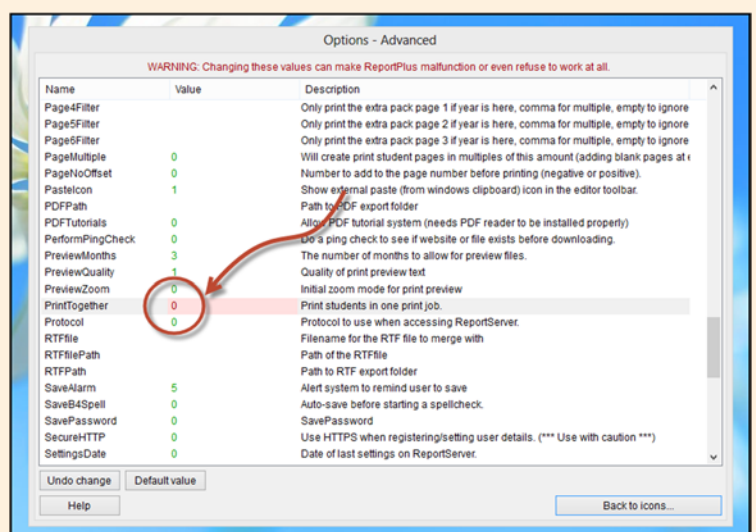 Options - Advanced
WARNING: Changing these values can make ReportPlus malfunction or even refuse to work at all.
Name Value Description
Page4Filter Only print the extra pack page 1 if year is here, comma for multiple, empty to ignore
Page5Filter Only print the extra pack page 2 if year is here, comma for multiple, empty to ignore
Page6Filter Only print the extra pack page 3 if year is here, comma for multiple, empty to ignore
PageMultiple 0 Will create print student pages in multiples of this amount (adding blank pages at
PageNoOffset 0 Number to add to the page number before printing (negative or positive).
PasteIcon 1 Show external paste (from windows clipboard) icon in the editor toolbar.
PDFPath Path to PDF export folder
PDFTutorials 0 Allow PDF tutorial system (needs PDF reader to be installed properly)
PerformPingCheck 0 Do a ping check to see if website or file exists before downloading.
PreviewMonths 3 The number of months to allow for preview files.
PreviewQuality 1 Quality of print preview text
PreviewZoom 0 Initial zoom mode for print preview
PrintTogether 0 Print students in one print job.
Protocol 0 Protocol to use when accessing ReportServer.
RTFfile Filename for the RTF file to merge with
RTFfilePath Path of the RTFfile
RTFPath Path to RTF export folder
SaveAlarm 5 Alert system to remind user to save
SaveB4Spell 0 Auto-save before starting a spellcheck.
SavePassword 0 SavePassword
SecureHTTP 0 Use HTTPS when registering/setting user details. (*** Use with caution ***)
SettingsDate 0 Date of last settings on ReportServer.
Undo change Default value
Help Back to icons...